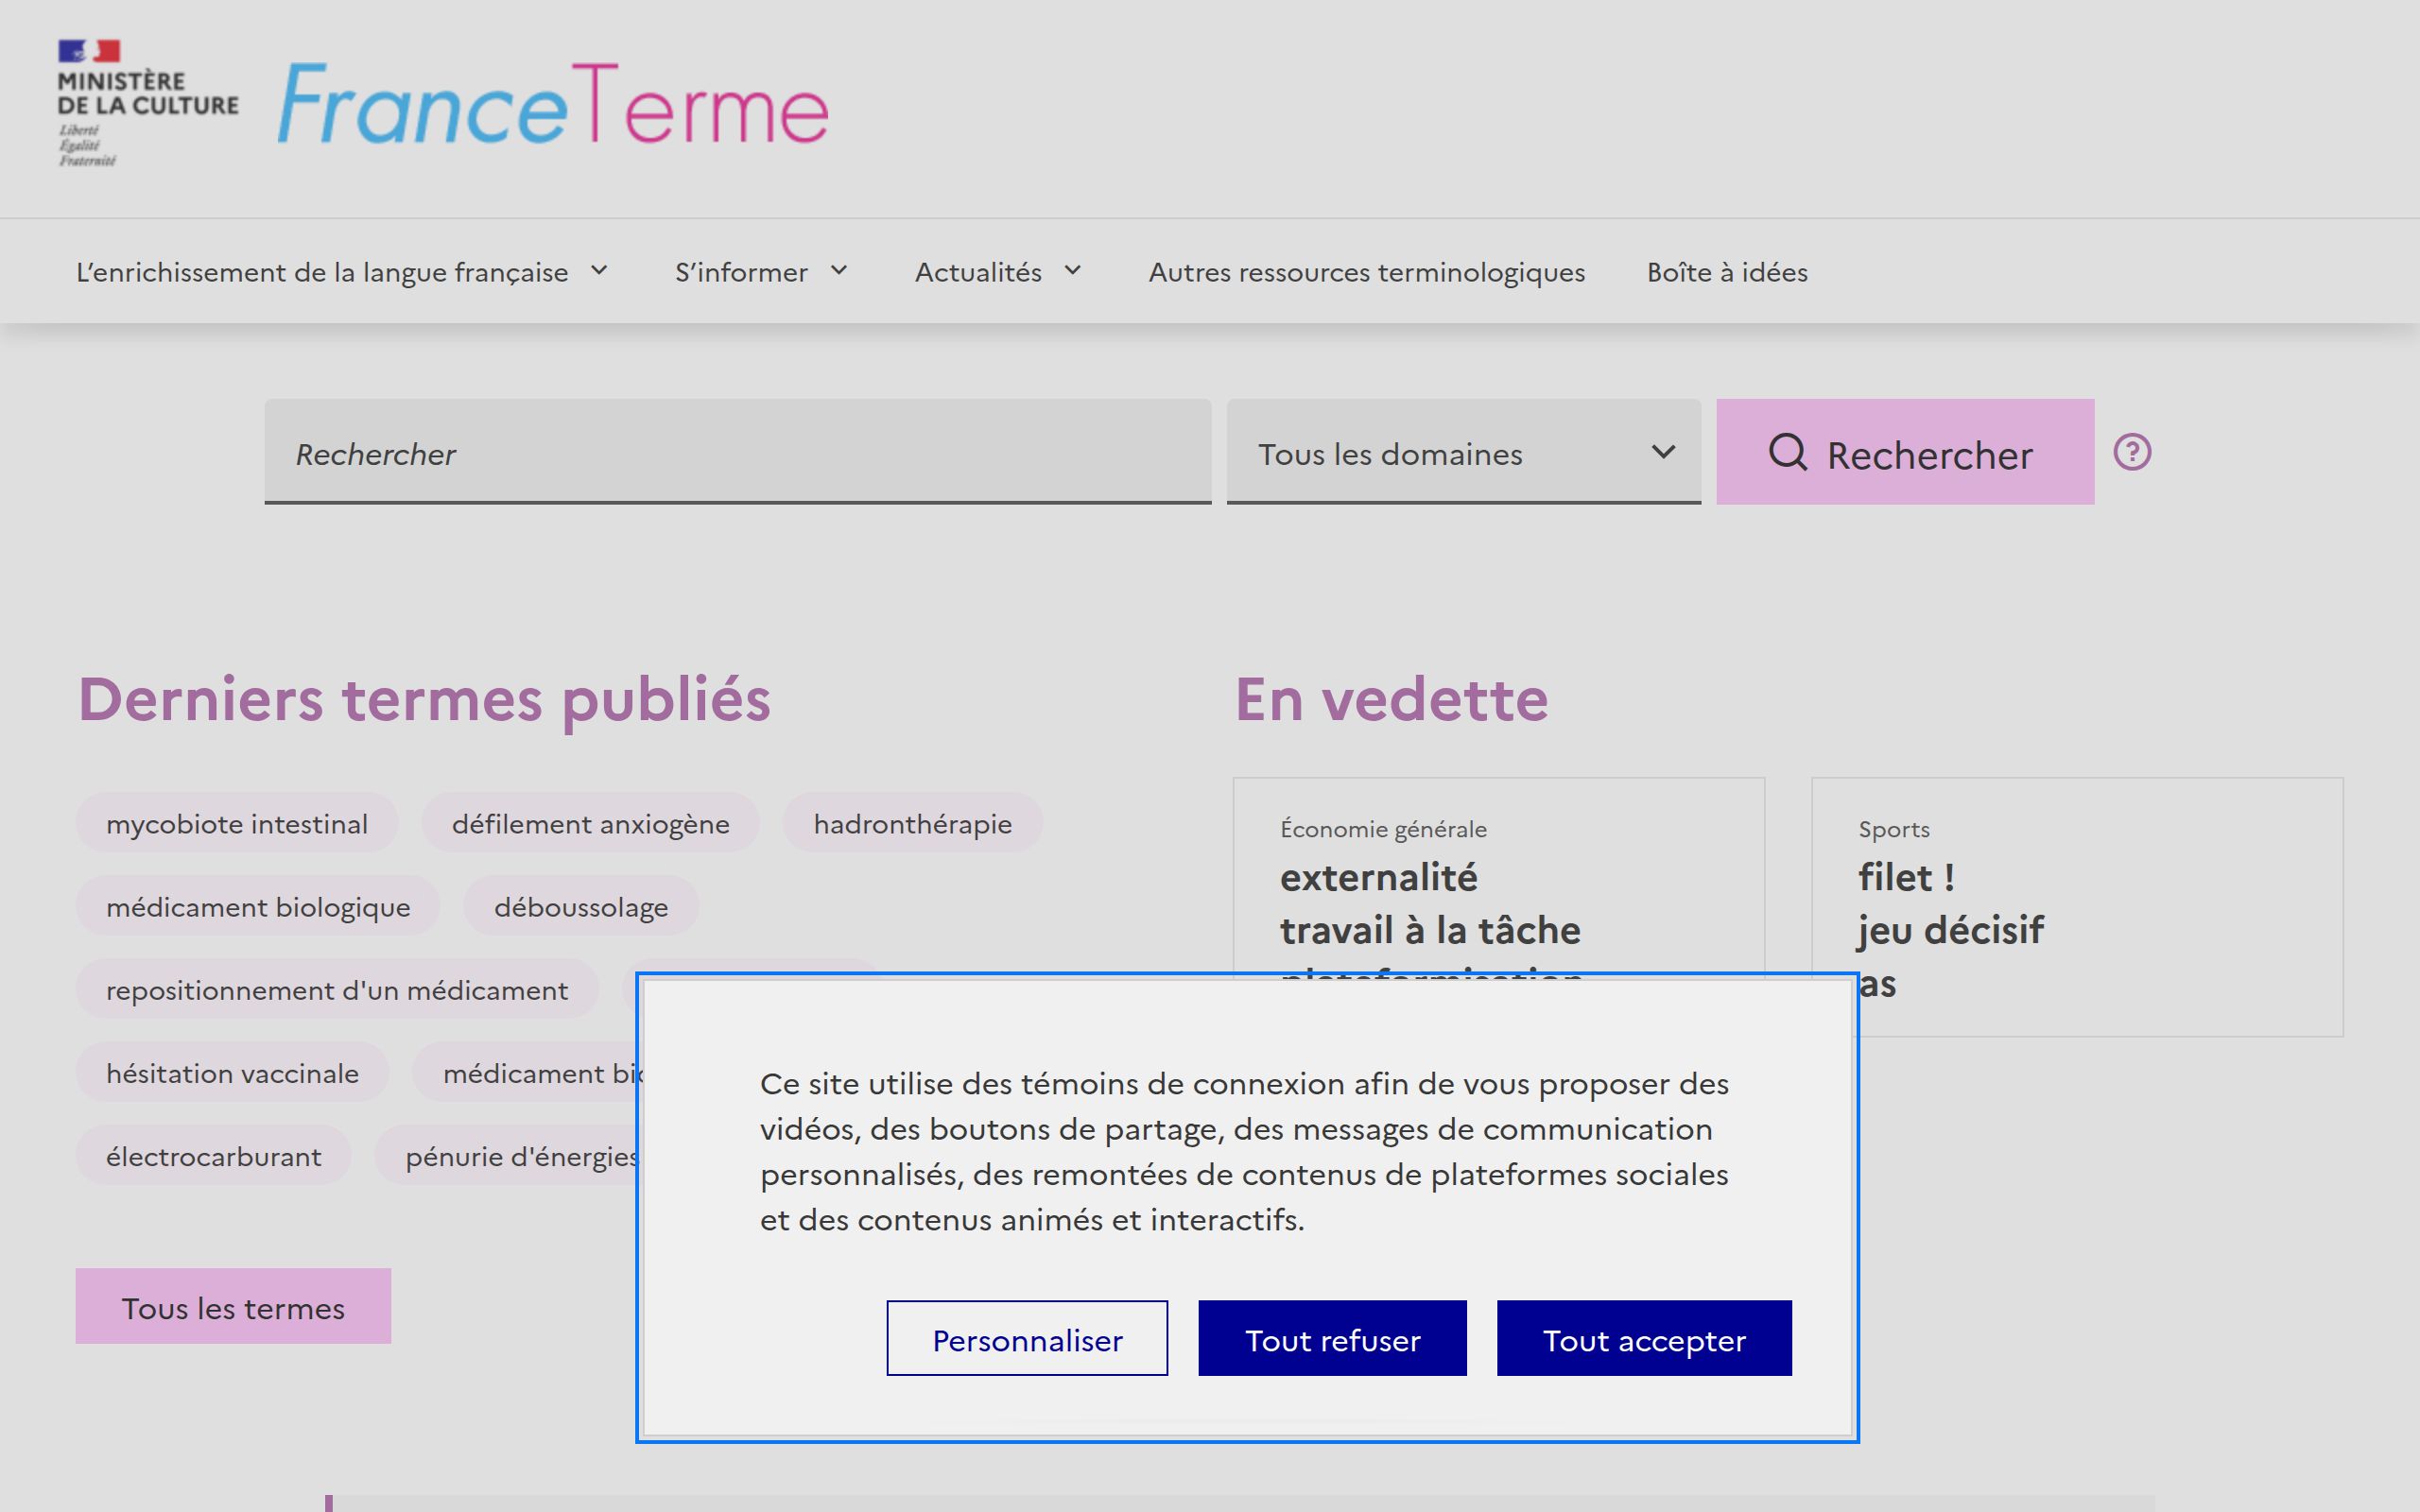 MINISTÈRE
DE LA CULTURE
Liberté
Égalité
Fraternité
FranceTerme
L’enrichissement de la langue française
S’informer
Actualités
Autres ressources terminologiques
Boîte à idées
Rechercher
Tous les domaines
Rechercher
?
Derniers termes publiés
mycobiote intestinal
défilement anxiogène
hadronthérapie
médicament biologique
déboussolage
repositionnement d'un médicament
hésitation vaccinale
médicament
électrocarburant
pénurie d'énergies
Tous les termes
En vedette
Économie générale
externalité
travail à la tâche
Sports
filet !
jeu décisif
as
Ce site utilise des témoins de connexion afin de vous proposer des
vidéos, des boutons de partage, des messages de communication
personnalisés, des remontées de contenus de plateformes sociales
et des contenus animés et interactifs.
Personnaliser
Tout refuser
Tout accepter